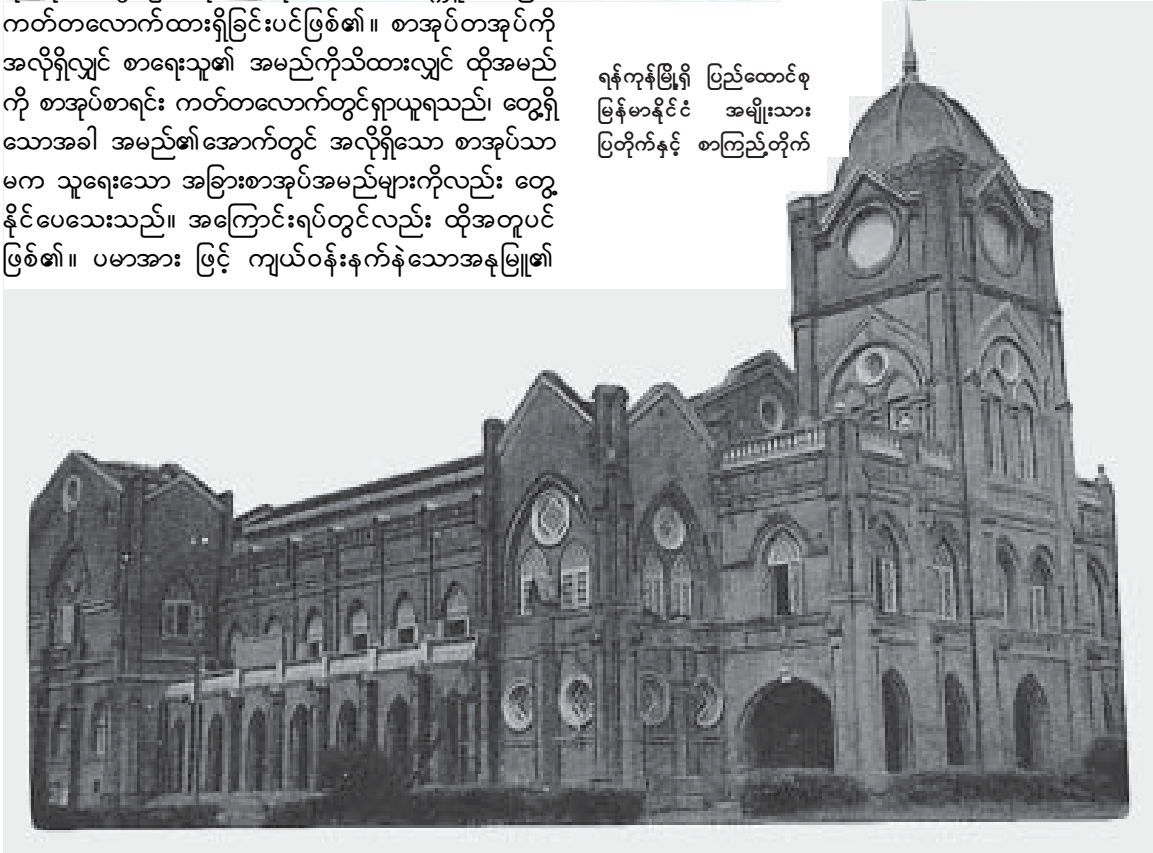 ကတ်တလောက်ထားရှိခြင်းပင်ဖြစ်၏။ စာအုပ်တအုပ်ကို
အလိုရှိလျှင် စာရေးသူ၏ အမည်ကိုသိထားလျှင် ထိုအမည်
ကို စာအုပ်စာရင်း ကတ်တလောက်တွင်ရှာယူရသည်၊ တွေ့ရှိ
သောအခါ အမည်၏အောက်တွင် အလိုရှိသော စာအုပ်သာ
မက သူရေးသော အခြားစာအုပ်အမည်များကိုလည်း တွေ့
နိုင်ပေသေးသည်။ အကြောင်းရပ်တွင်လည်း ထိုအတူပင်
ဖြစ်၏။ ပမာအား ဖြင့် ကျယ်ဝန်းနက်နဲသောအနုမြူ၏
ရန်ကုန်မြို့ရှိ ပြည်ထောင်စု
မြန်မာနိုင်ငံ အမျိုးသား
ပြတိုက်နှင့် စာကြည့်တိုက်